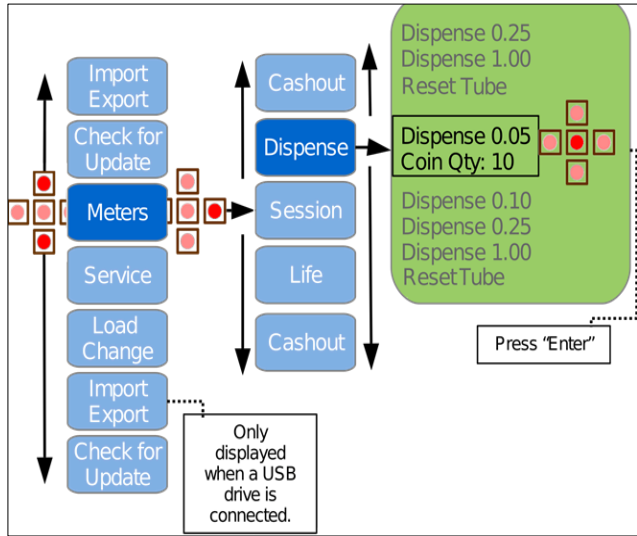 Import
Export
Check for
Update
Meters
Service
Load
Change
Import
Export
Check for
Update
Only
displayed
when a USB
drive is
connected.
Cashout
Dispense
Session
Life
Cashout
Dispense 0.25
Dispense 1.00
Reset Tube
Dispense 0.05
Coin Qty: 10
Dispense 0.10
Dispense 0.25
Dispense 1.00
Reset Tube
Press “Enter”